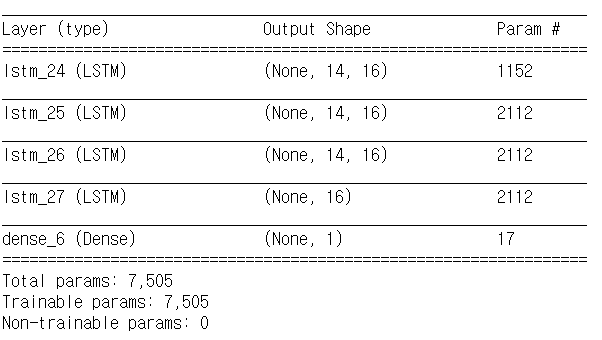 Layer (type) Output Shape Param #
lstm_24 (LSTM) (None, 14, 16) 1152
lstm_25 (LSTM) (None, 14, 16) 2112
lstm_26 (LSTM) (None, 14, 16) 2112
lstm_27 (LSTM) (None, 16) 2112
dense_6 (Dense) (None, 1) 17
Total params: 7,505
Trainable params: 7,505
Non-trainable params: 0